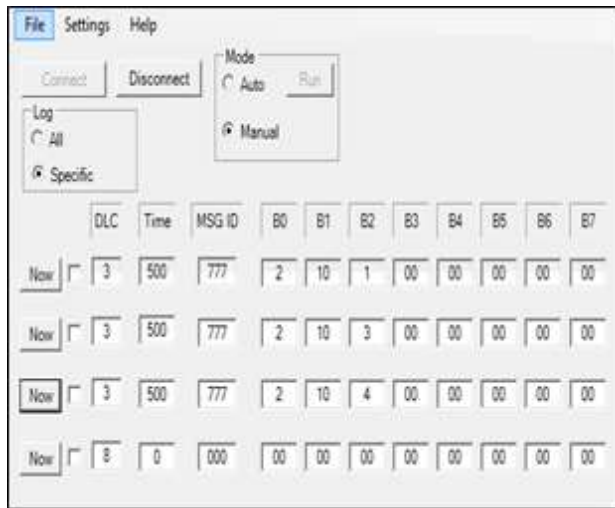 File Settings Help
Mode
Connect Disconnect Auto Run
Log
All Manual
Specific
DLC Time MSG ID B0 B1 B2 B3 B4 B5 B6 B7
Now 3 500 777 2 10 1 00 00 00 00 00
Now 3 500 777 2 10 3 00 00 00 00 00
Now 3 500 777 2 10 4 00 00 00 00 00
Now 8 0 000 00 00 00 00 00 00 00 00